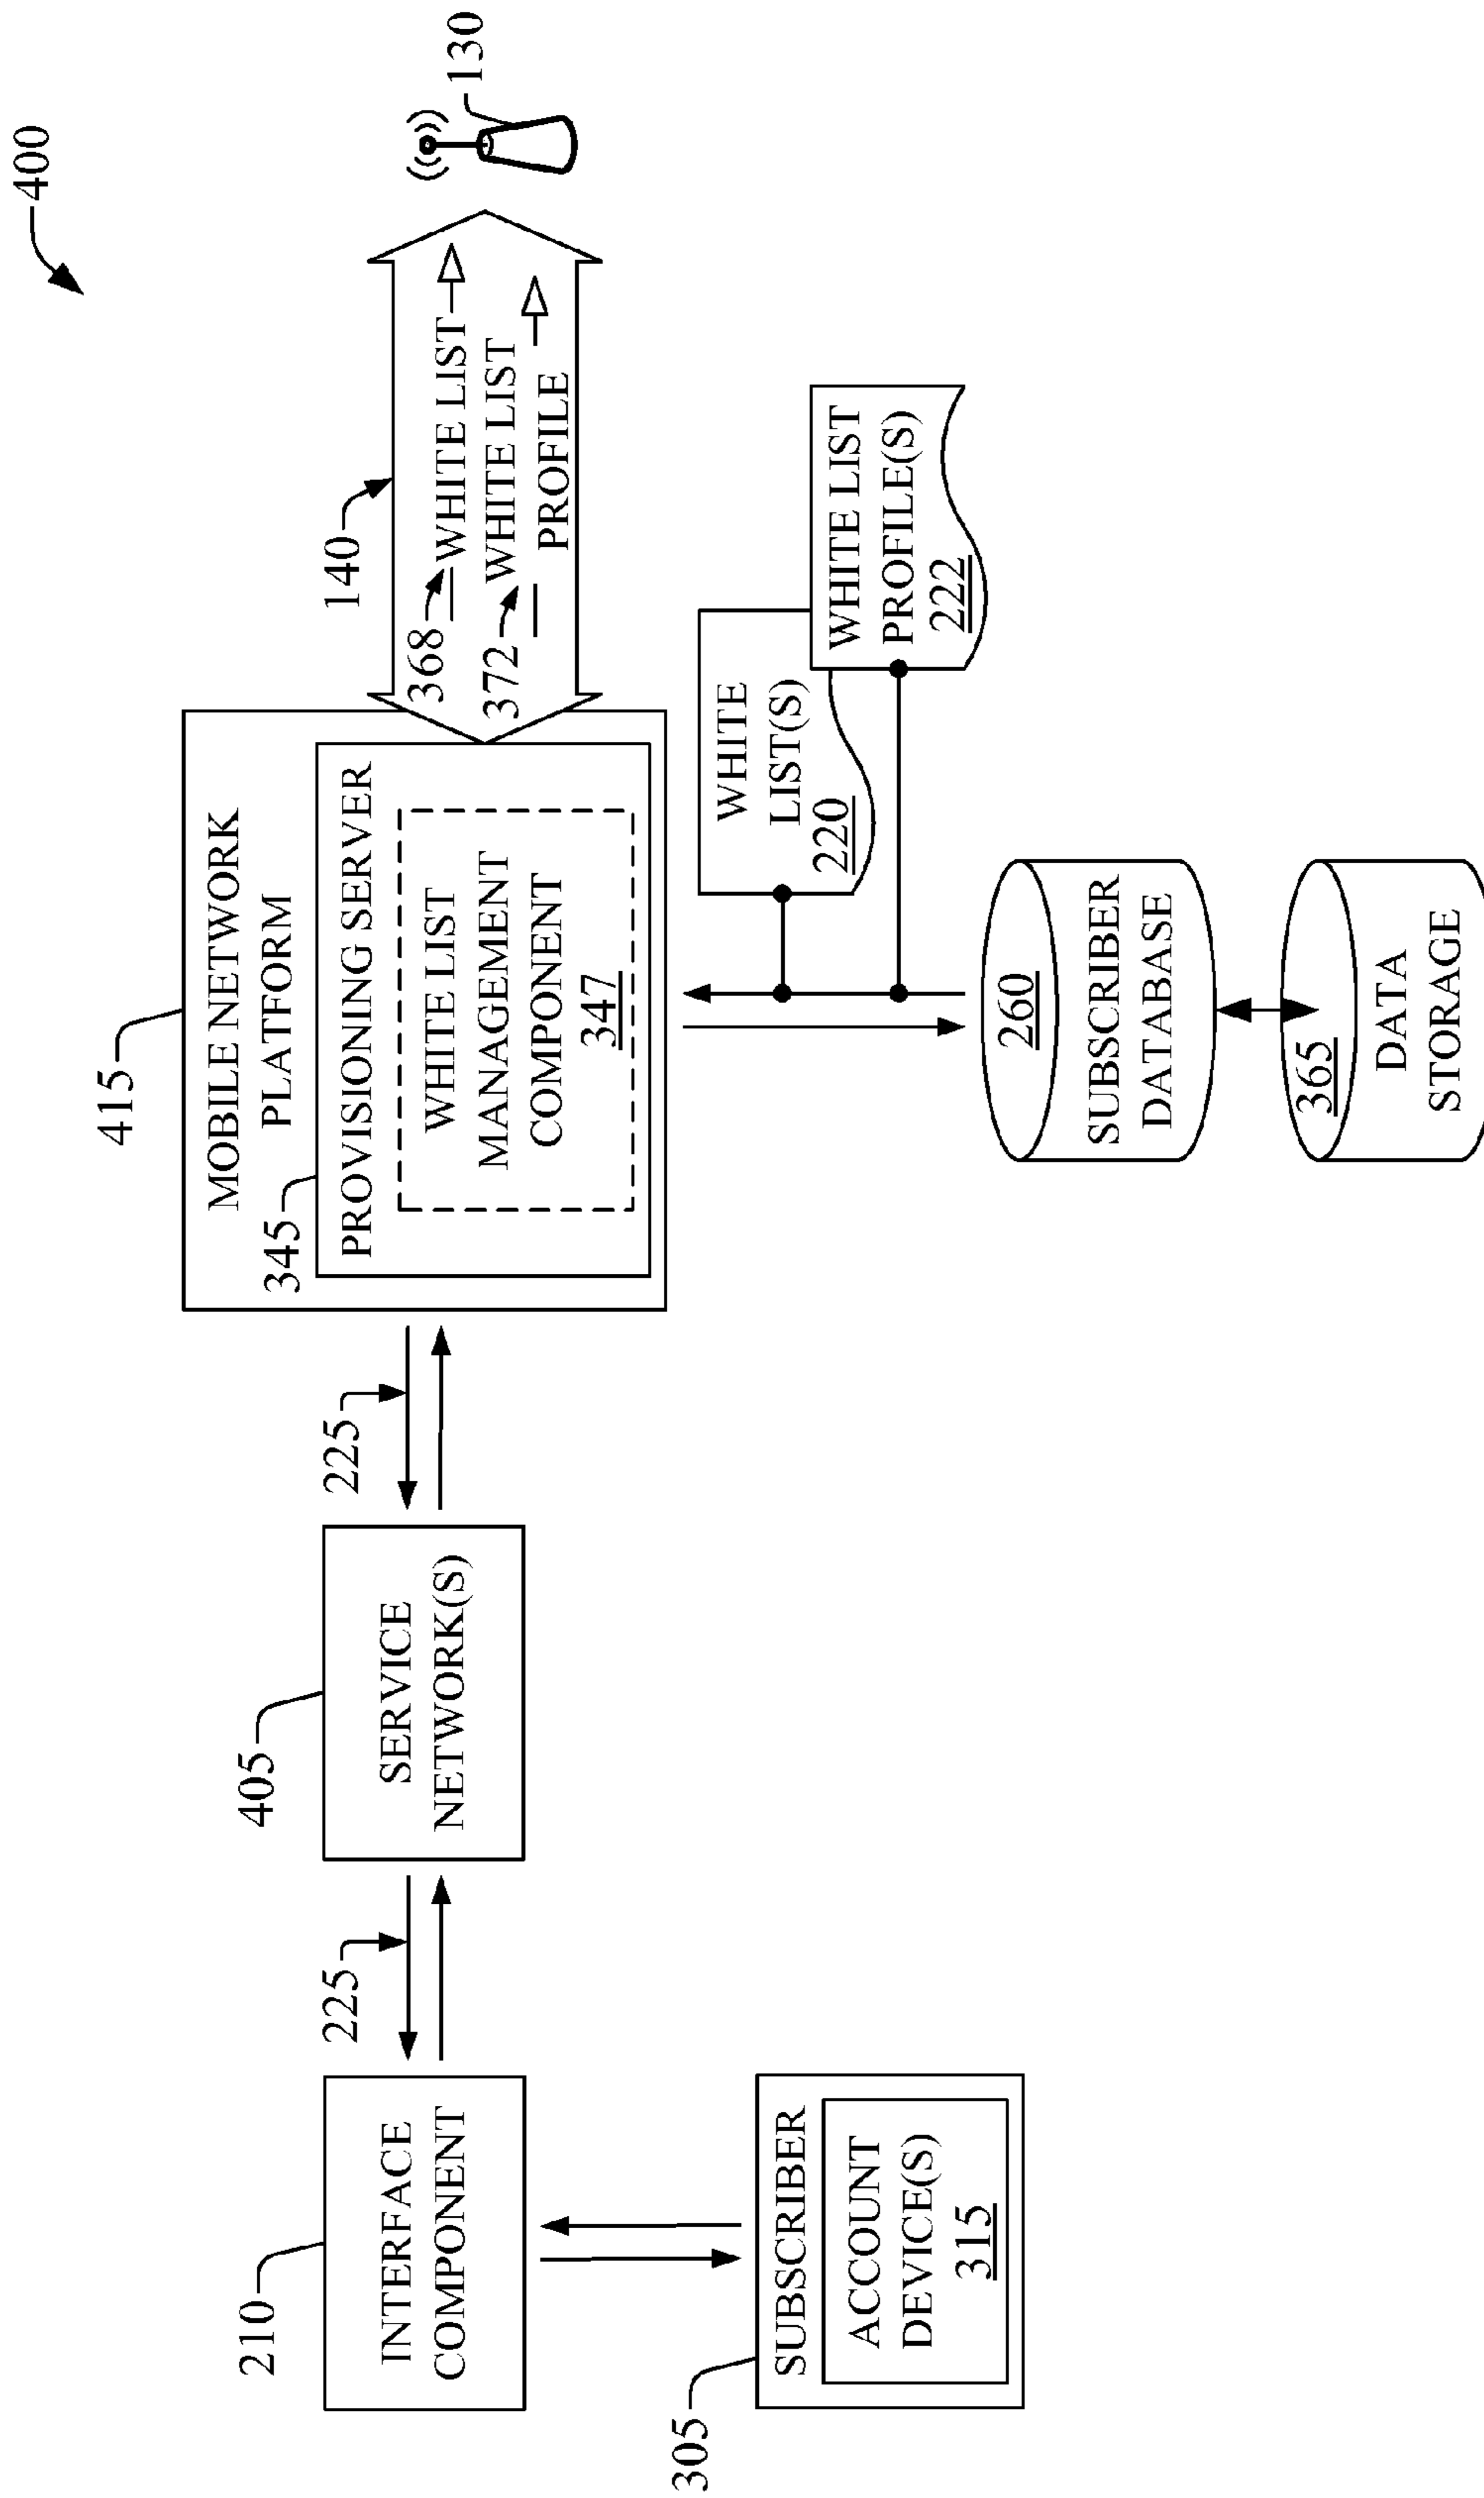 400
415
MOBILE NETWORK
PLATFORM
345
PROVISIONING SERVER
WHITE LIST
MANAGEMENT
COMPONENT
347
140
368
WHITE LIST
372
WHITE LIST
PROFILE
130
210
INTERFACE
COMPONENT
225
405
SERVICE
NETWORK(S)
225
305
SUBSCRIBER
ACCOUNT
DEVICE(S)
315
WHITE
LIST(S)
220
WHITE LIST
PROFILE(S)
222
260
SUBSCRIBER
DATABASE
365
DATA
STORAGE